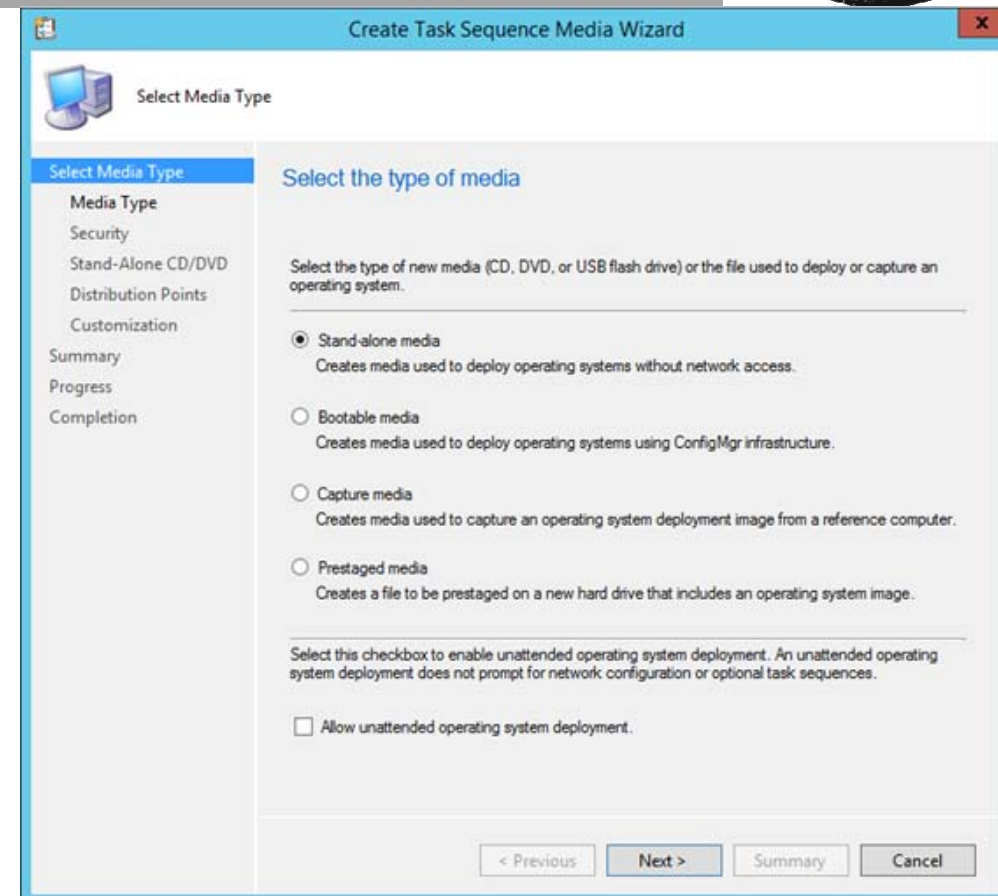 Create Task Sequence Media Wizard
x
Select Media Type
Select Media Type
Media Type
Security
Stand-Alone CD/DVD
Distribution Points
Customization
Summary
Progress
Completion
Select the type of media
Select the type of new media (CD, DVD, or USB flash drive) or the file used to deploy or capture an
operating system.
Stand-alone media
Creates media used to deploy operating systems without network access.
Bootable media
Creates media used to deploy operating systems using ConfigMgr infrastructure.
Capture media
Creates media used to capture an operating system deployment image from a reference computer.
Prestaged media
Creates a file to be prestaged on a new hard drive that includes an operating system image.
Select this checkbox to enable unattended operating system deployment. An unattended operating
system deployment does not prompt for network configuration or optional task sequences.
Allow unattended operating system deployment.
< Previous
Next >
Summary
Cancel